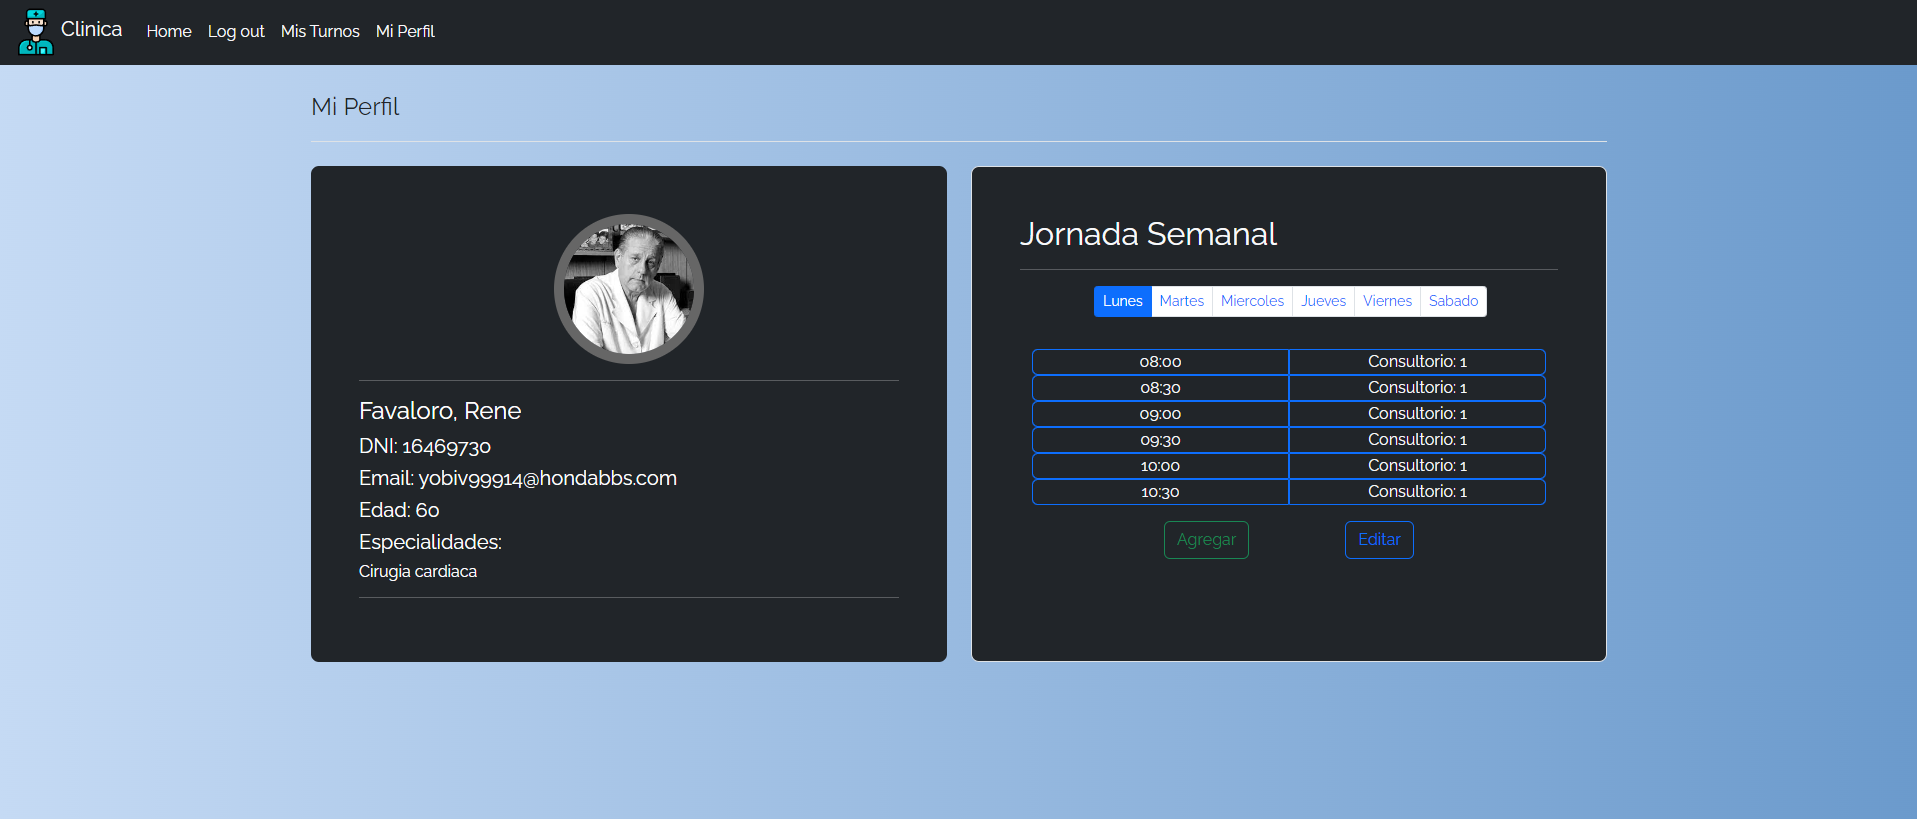 Clinica Home Log out Mis Turnos Mi Perfil
Mi Perfil
Favaloro, Rene
DNI: 16469730
Email: yobiv99914@hondabbs.com
Edad: 60
Especialidades:
Cirugia cardiaca
Jornada Semanal
Lunes Martes Miercoles Jueves Viernes Sabado
08:00 Consultorio: 1
08:30 Consultorio: 1
09:00 Consultorio: 1
09:30 Consultorio: 1
10:00 Consultorio: 1
10:30 Consultorio: 1
Agregar Editar